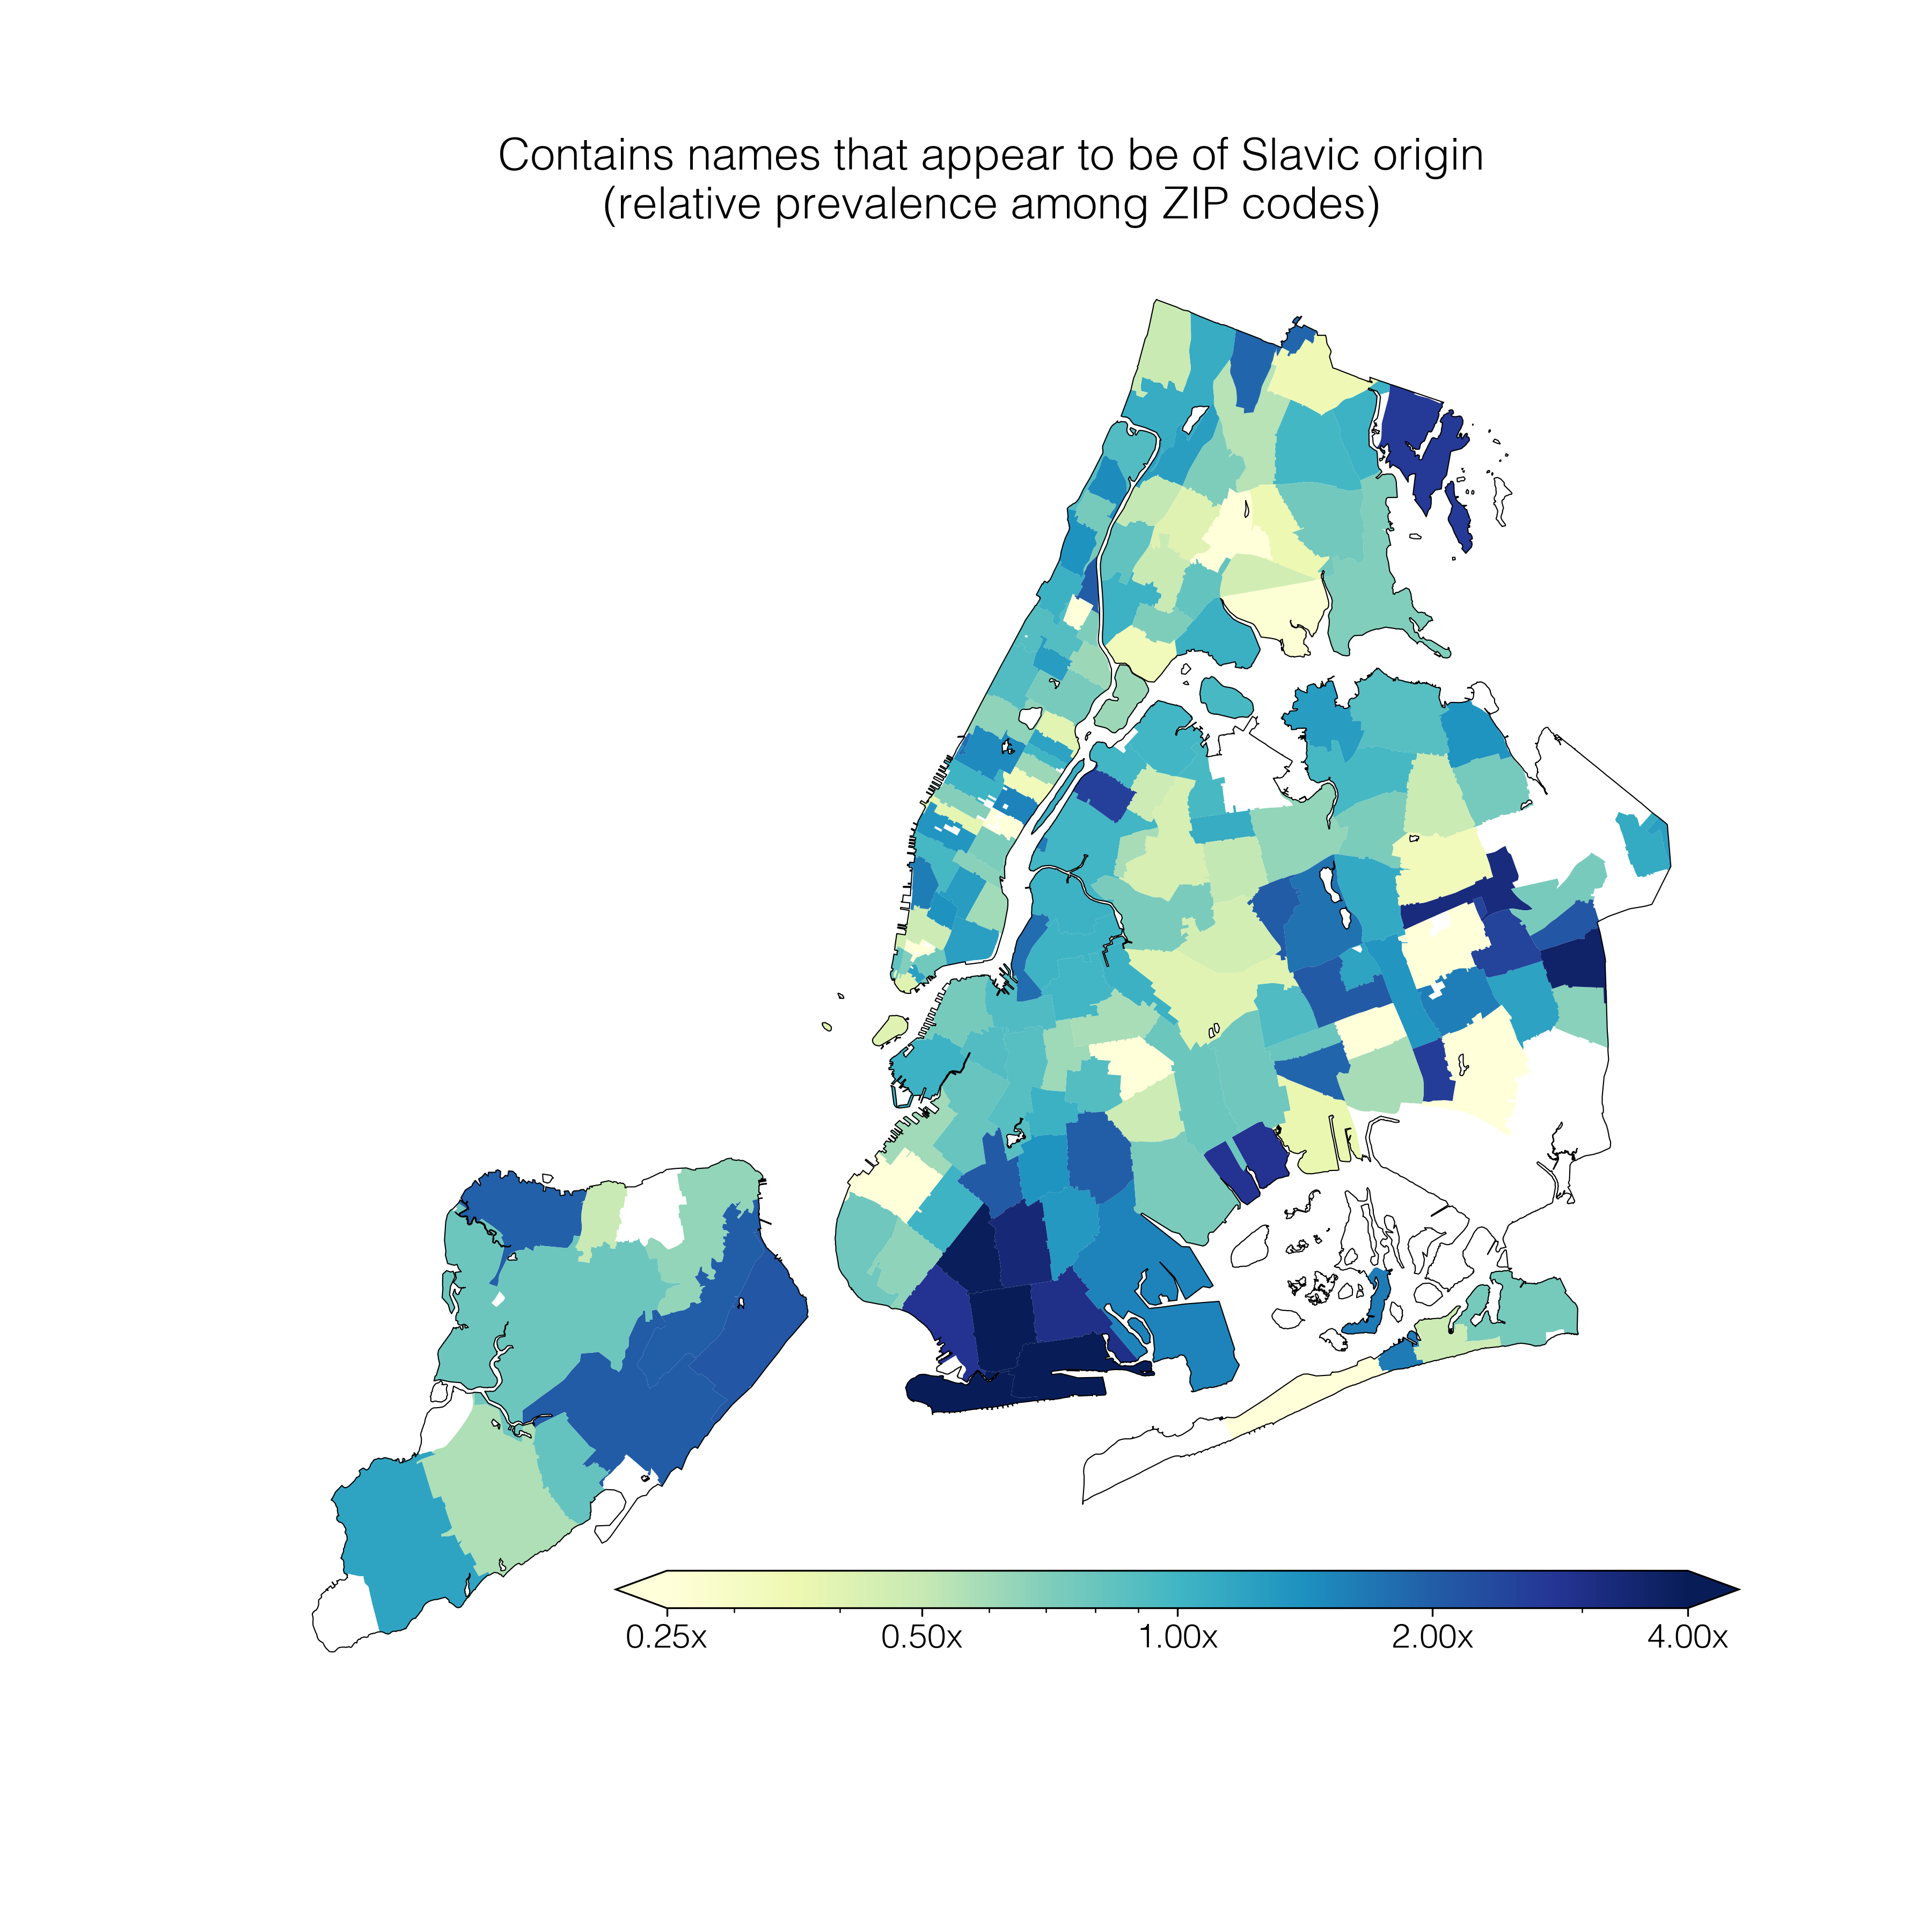 Contains names that appear to be of Slavic origin
(relative prevalence among ZIP codes)
0.25x 0.50x 1.00x 2.00x 4.00x